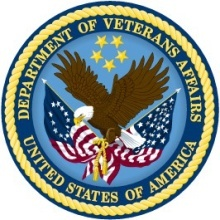 DEPARTMENT OF VETERANS AFFAIRS
UNITED STATES OF AMERICA